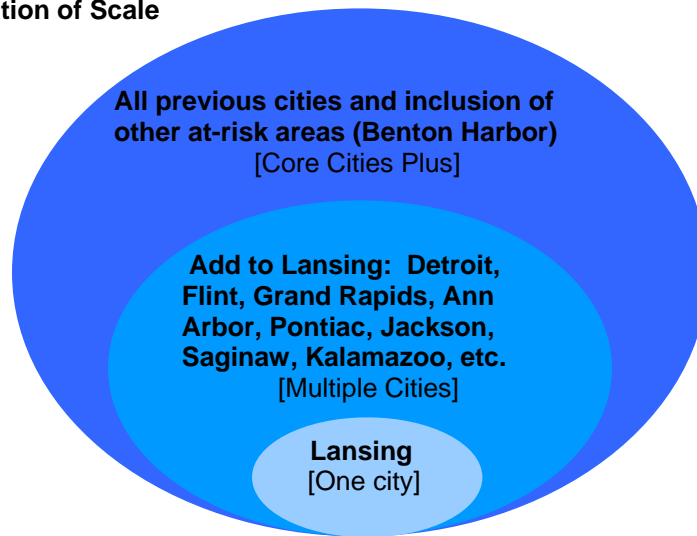 tion of Scale
All previous cities and inclusion of
other at-risk areas (Benton Harbor)
[Core Cities Plus]
Add to Lansing: Detroit,
Flint, Grand Rapids, Ann
Arbor, Pontiac, Jackson,
Saginaw, Kalamazoo, etc.
[Multiple Cities]
Lansing
[One city]